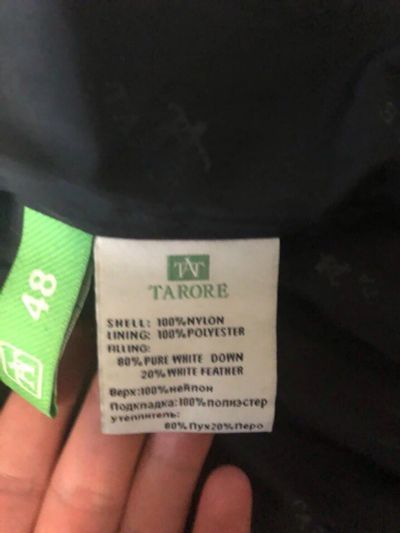 TAT
TARORE
SHELL: 100%NYLON
LINING: 100%POLYESTER
FILLING:
80%PURE WHITE DOWN
20%WHITE FEATHER
Верх:100%нейлон
Подкладка:100%полиэстер
утеплитель:
80%Пух20%Перо
48